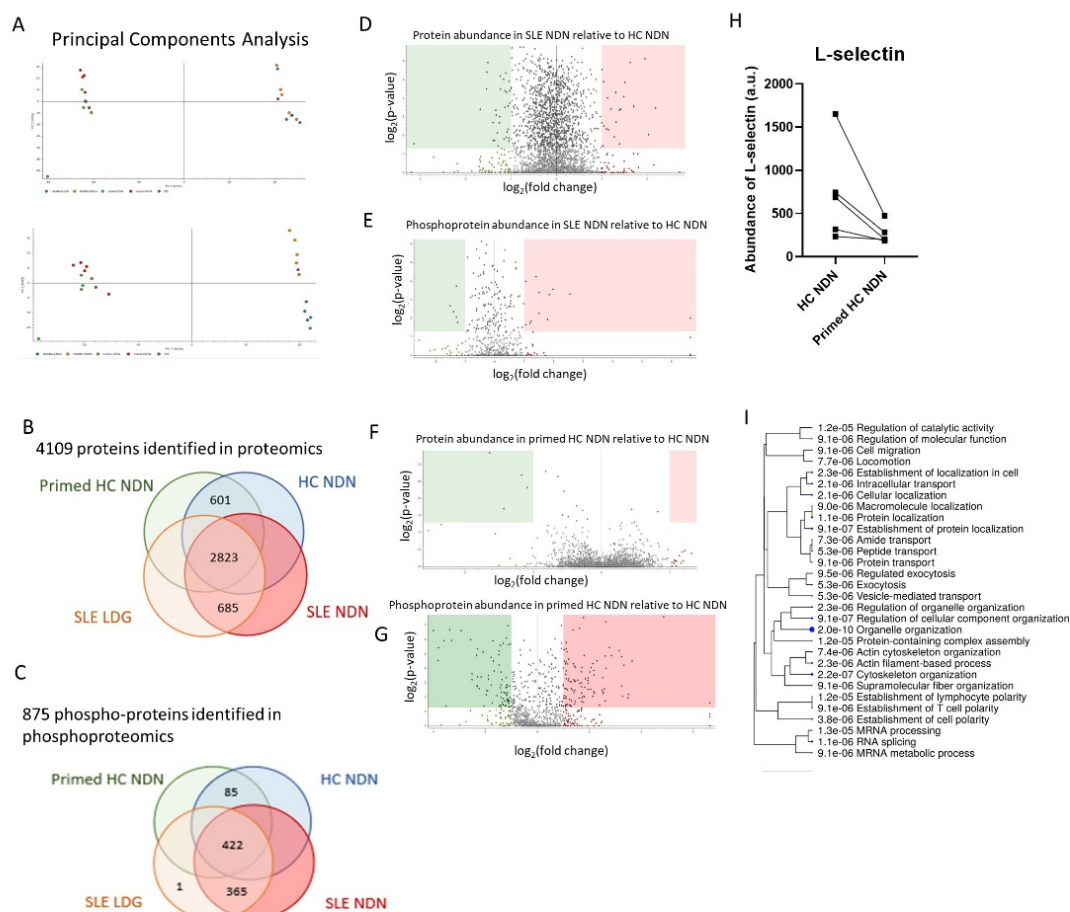 A
Principal Components Analysis
B
4109 proteins identified in proteomics
Primed HC NDN
HC NDN
601
2823
685
SLE LDG
SLE NDN
C
875 phospho-proteins identified in
phosphoproteomics
Primed HC NDN
HC NDN
85
422
1
365
SLE LDG
SLE NDN
D
Protein abundance in SLE NDN relative to HC NDN
log2(p-value)
log2(fold change)
E
Phosphoprotein abundance in SLE NDN relative to HC NDN
log2(p-value)
log2(fold change)
F
Protein abundance in primed HC NDN relative to HC NDN
log2(p-value)
log2(fold change)
Phosphoprotein abundance in primed HC NDN relative to HC NDN
G
log2(p-value)
log2(fold change)
H
L-selectin
Abundance of L-selectin (a.u.)
2000
1500
1000
500
0
HC NDN
Primed HC NDN
I
1.2e-05 Regulation of catalytic activity
9.1e-06 Regulation of molecular function
9.1e-06 Cell migration
7.7e-06 Locomotion
2.3e-06 Establishment of localization in cell
2.1e-06 Intracellular transport
2.1e-06 Cellular localization
9.0e-06 Macromolecule localization
1.1e-06 Protein localization
9.1e-07 Establishment of protein localization
7.3e-06 Amide transport
5.3e-06 Peptide transport
9.1e-06 Protein transport
9.5e-06 Regulated exocytosis
5.3e-06 Exocytosis
5.3e-06 Vesicle-mediated transport
2.3e-06 Regulation of organelle organization
9.1e-07 Regulation of cellular component organization
2.0e-10 Organelle organization
1.2e-05 Protein-containing complex assembly
7.4e-06 Actin cytoskeleton organization
2.3e-06 Actin filament-based process
2.2e-07 Cytoskeleton organization
9.1e-06 Supramolecular fiber organization
1.2e-05 Establishment of lymphocyte polarity
9.1e-06 Establishment of T cell polarity
3.8e-06 Establishment of cell polarity
1.3e-05 MRNA processing
1.1e-06 RNA splicing
9.1e-06 MRNA metabolic process